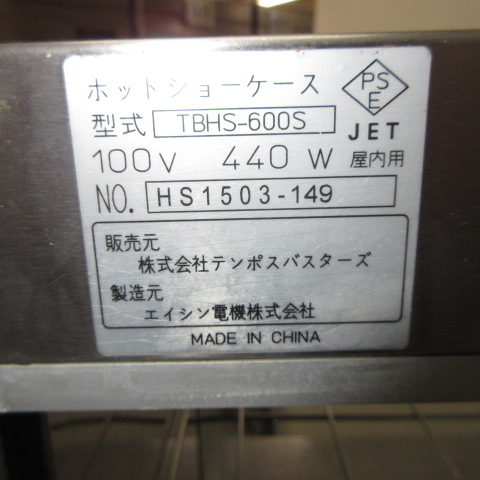 ホットショーケース
PS
E
型式 TBHS-600S
JET
100V 440W 屋内用
NO. HS1503-149
販売元
株式会社テンポスバスターズ
製造元
エイシン電機株式会社
MADE IN CHINA